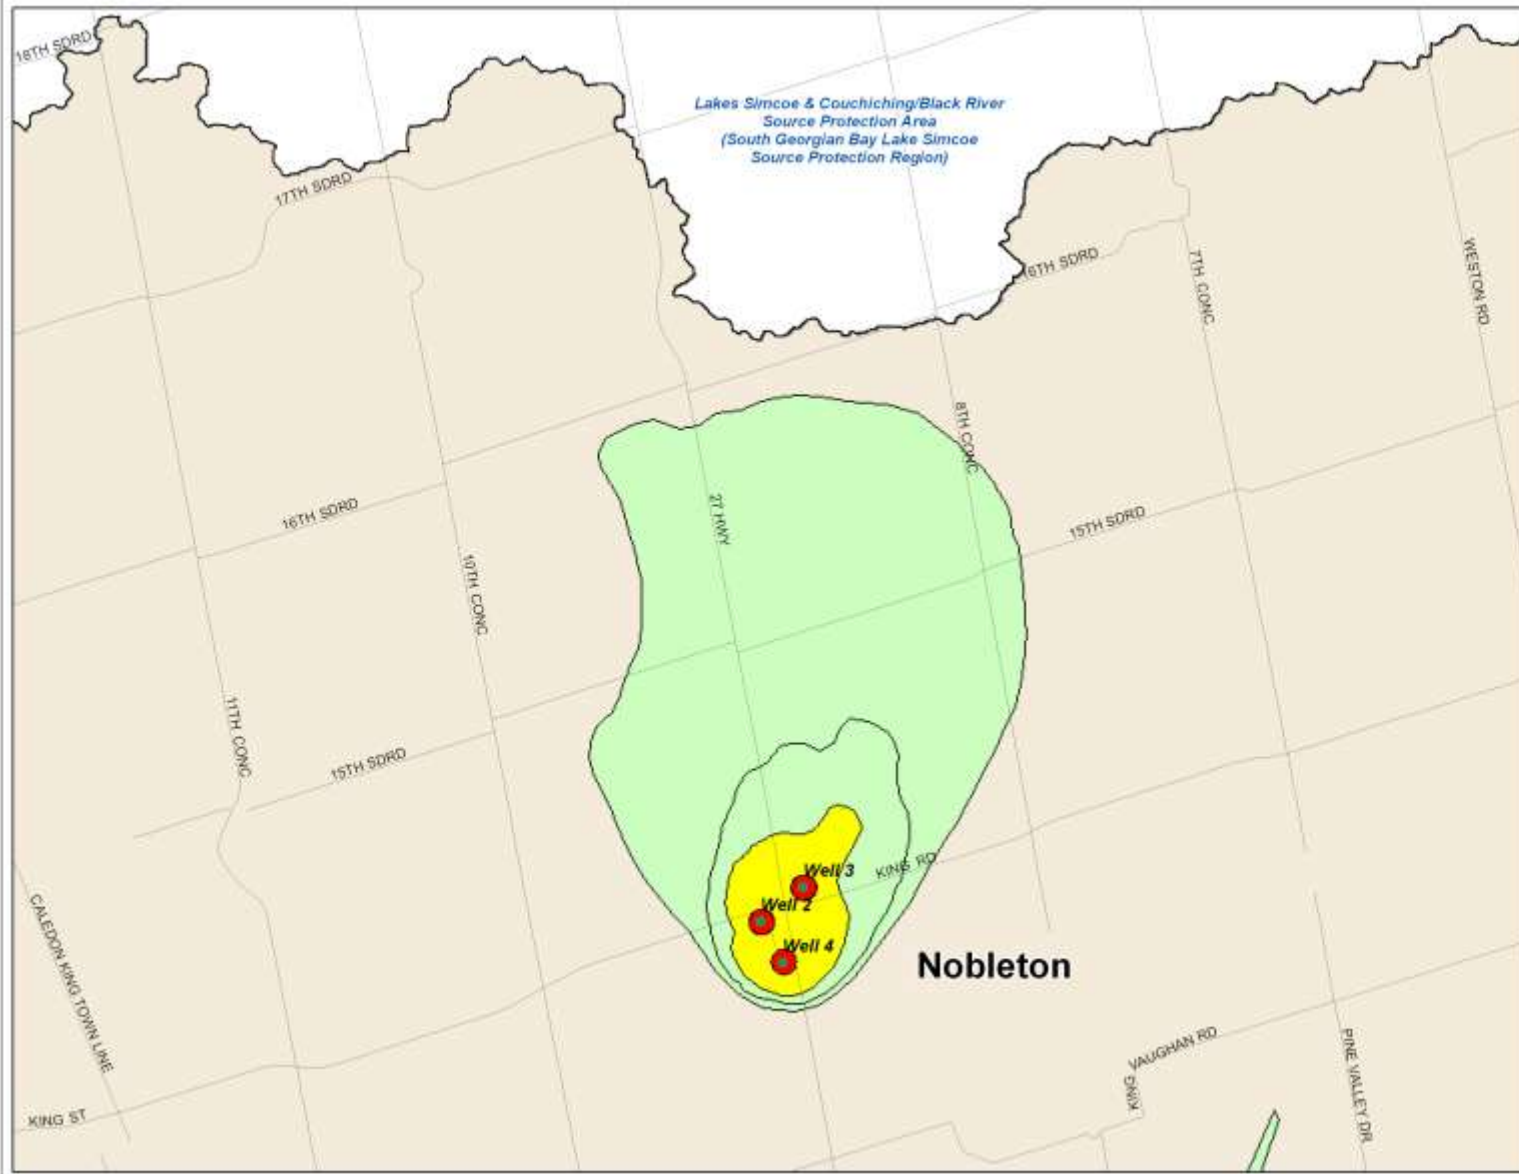 18TH SDRD
Lakes Simcoe & Couchiching/Black River
Source Protection Area
(South Georgian Bay Lake Simcoe
Source Protection Region)
17TH SDRD
16TH SDRD
7TH CONC
WESTON RD
8TH CONC
27 HWY
16TH SDRD
15TH SDRD
10TH CONC
11TH CONC
15TH SDRD
KING RD
Well 3
Well 2
Well 4
Nobleton
CALEDON KING TOWN LINE
VAUGHAN RD
KING
PINE VALLEY DR
KING ST